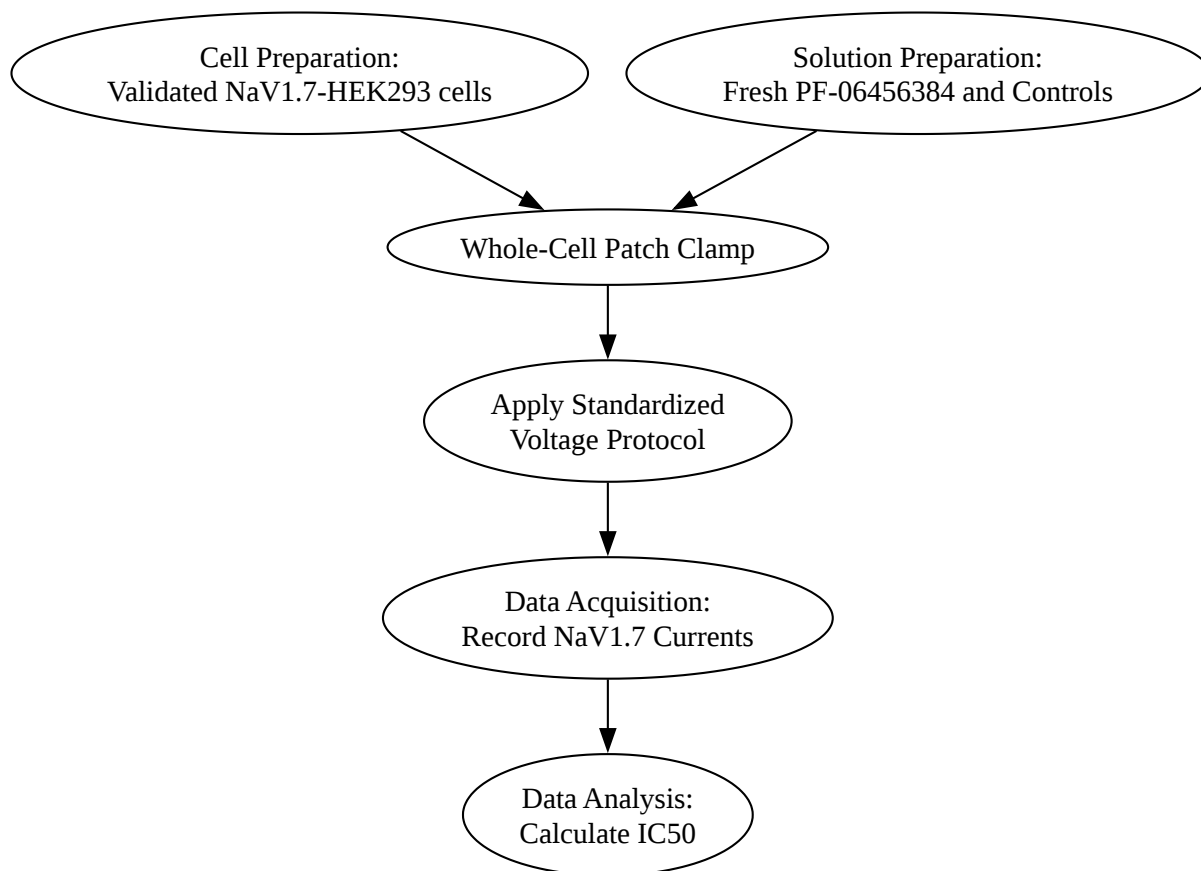 Cell Preparation:
Validated NaV1.7-HEK293 cells
Solution Preparation:
Fresh PF-06456384 and Controls
Whole-Cell Patch Clamp
Apply Standardized
Voltage Protocol
Data Acquisition:
Record NaV1.7 Currents
Data Analysis:
Calculate IC50